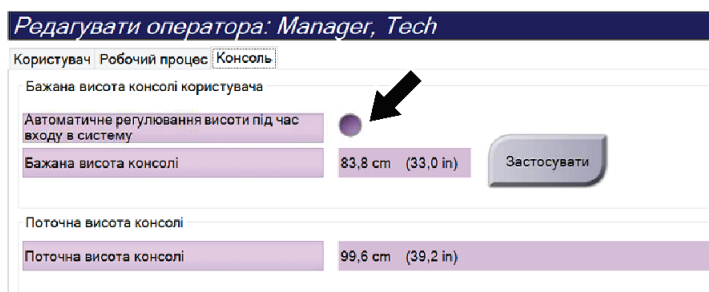 Редагувати оператора: Manager, Tech
Користувач Робочий процес Консоль
Бажана висота консолі користувача
Автоматичне регулювання висоти під час
входу в систему
Бажана висота консолі 83,8 cm (33,0 in) Застосувати
Поточна висота консолі
Поточна висота консолі 99,6 cm (39,2 in)